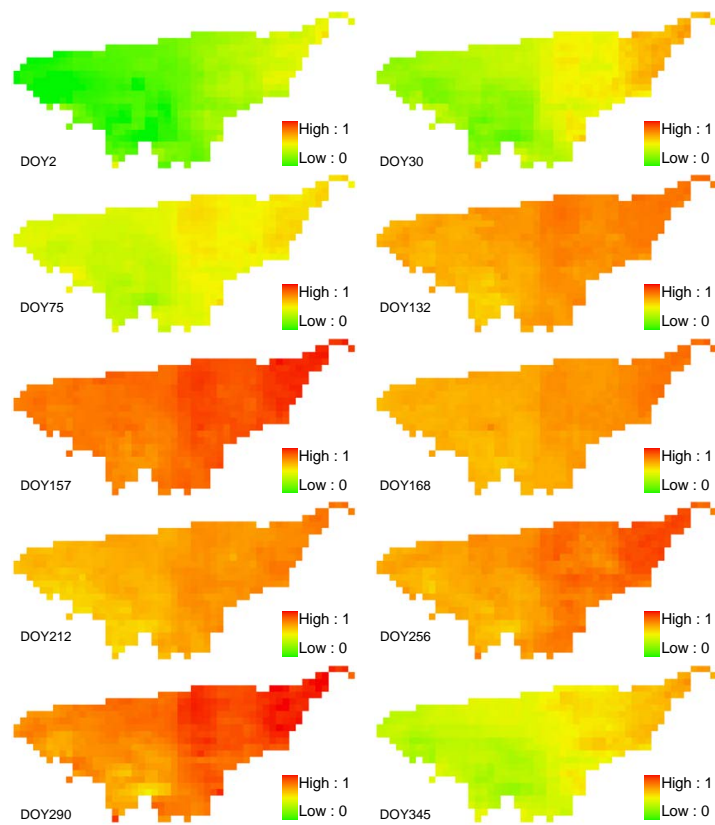 High : 1
Low : 0
DOY2
High : 1
Low : 0
DOY30
High : 1
Low : 0
DOY75
High : 1
Low : 0
DOY132
High : 1
Low : 0
DOY157
High : 1
Low : 0
DOY168
High : 1
Low : 0
DOY212
High : 1
Low : 0
DOY256
High : 1
Low : 0
DOY290
High : 1
Low : 0
DOY345